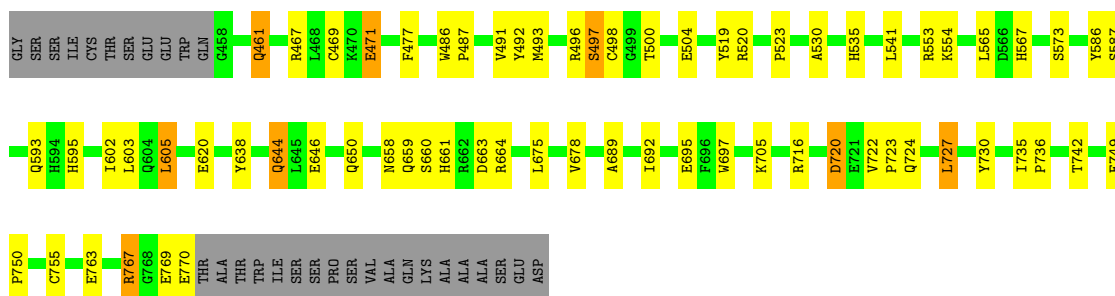 GLY SER SER ILE CYS THR SER GLU GLU TRP GLN G458 Q461 R467 L468 C469 K470 E471 F477 W486 P487 V491 Y492 M493 R496 S497 C498 G499 T500 E504 Y519 R520 P523 A530 H535 L541 R553 K554 L565 D566 H567 S573 Y586 S587
Q593 H594 H595 I602 L603 Q604 L605 E620 Y638 Q644 L645 E646 Q650 N658 Q659 S660 H661 R662 D663 R664 L675 V678 A689 I692 E695 F696 W697 K705 R716 D720 E721 V722 P723 Q724 L727 Y730 I735 P736 T742
P750 C755 E763 R767 G768 E769 E770 THR ALA THR TRP ILE SER SER PRO SER VAL ALA GLN LYS ALA ALA ALA SER GLU ASP